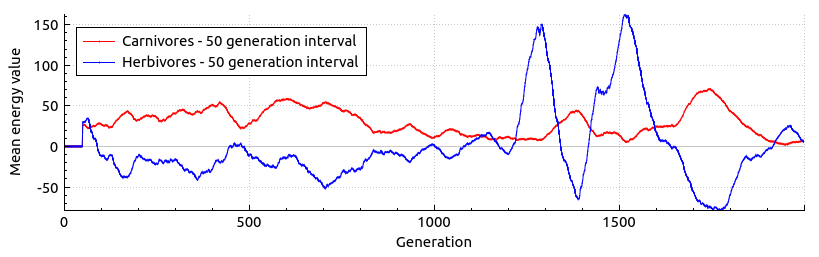 150
100
50
0
-50
Mean energy value
Carnivores - 50 generation interval
Herbivores - 50 generation interval
0
500
1000
1500
Generation